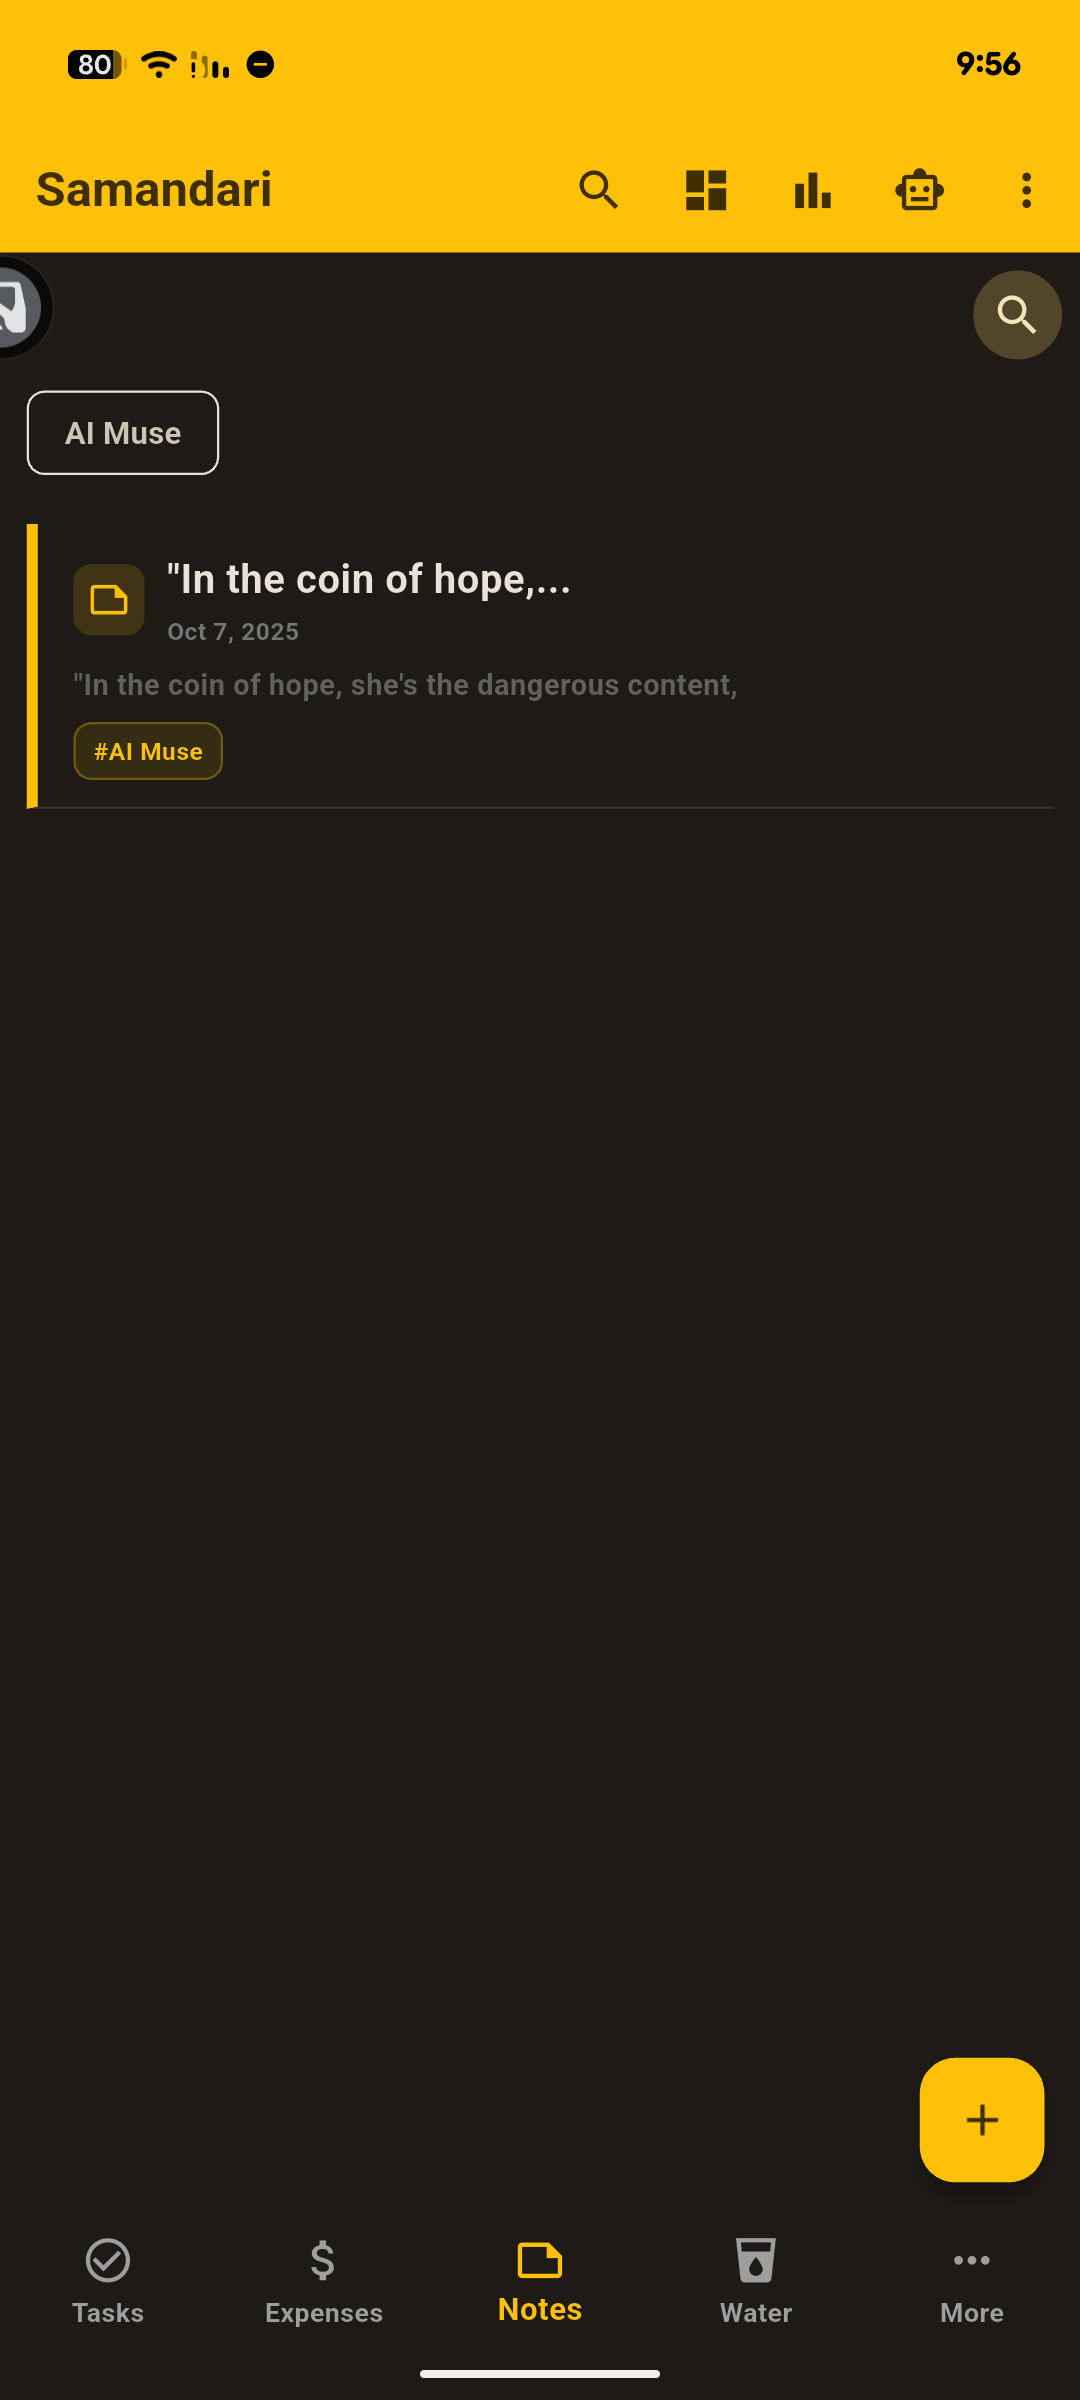 80
9:56
Samandari
AI Muse
"In the coin of hope,...
Oct 7, 2025
"In the coin of hope, she's the dangerous content,
#AI Muse
Tasks
Expenses
Notes
Water
More